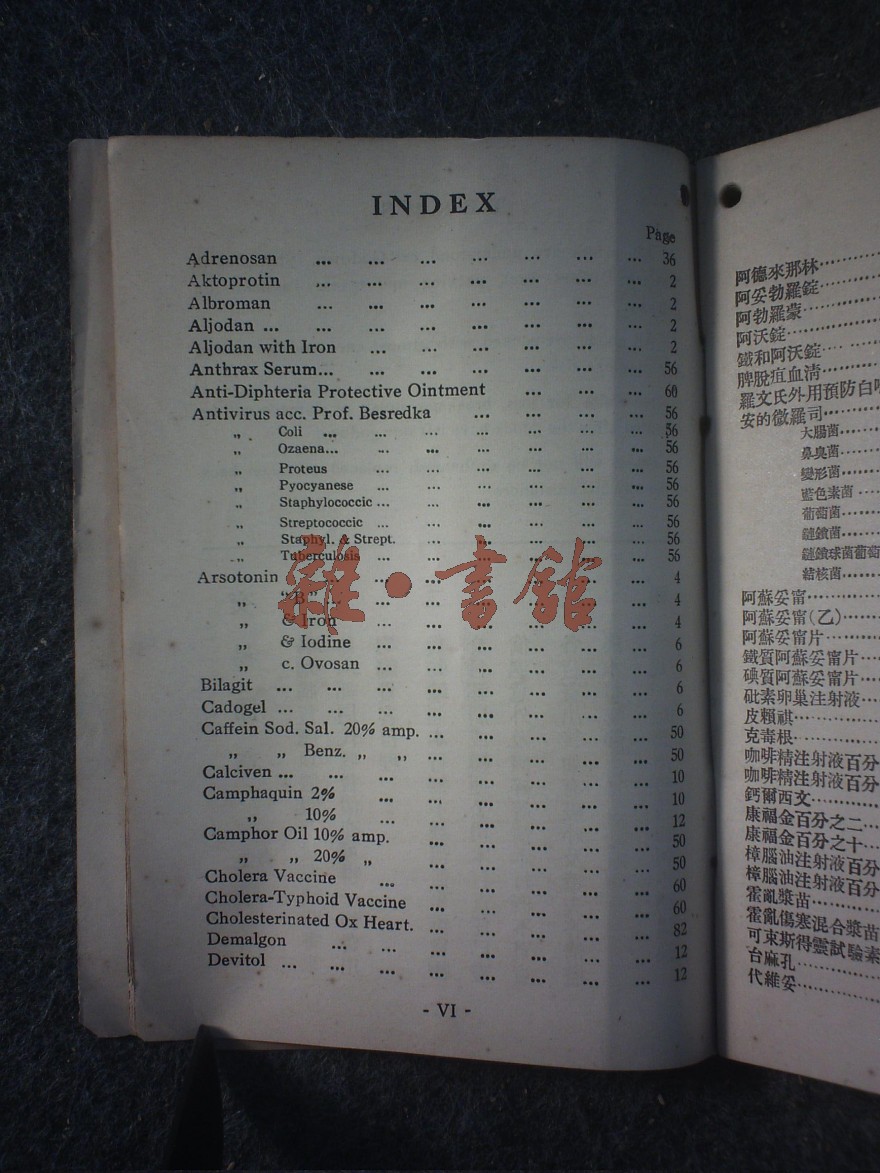 INDEX
Page
Adrenosan ... ... ... ... ... ... ... 36
Aktoprotin ... ... ... ... ... ... ... 2
Albroman ... ... ... ... ... ... ... 2
Aljodan ... ... ... ... ... ... ... ... 2
Aljodan with Iron ... ... ... ... ... ... 2
Anthrax Serum... ... ... ... ... ... ... 56
Anti-Diphteria Protective Ointment ... ... ... 60
Antivirus acc. Prof. Besredka ... ... ... ... 56
„ Coli ... ... ... ... ... ... ... 56
„ Ozaena... ... ... ... ... ... ... 56
„ Proteus ... ... ... ... ... ... 56
„ Pyocyanese ... ... ... ... ... ... 56
„ Staphylococcic ... ... ... ... ... ... 56
„ Streptococcic ... ... ... ... ... ... 56
„ Staphyl. & Strept. ... ... ... ... ... 56
„ Tuberculosis ... ... ... ... ... ... 56
Arsotonin ... ... ... ... ... ... 4
„ "B" ... ... ... ... ... ... ... 4
„ & Iron ... ... ... ... ... ... 4
„ & Iodine ... ... ... ... ... ... 6
„ c. Ovosan ... ... ... ... ... ... 6
Bilagit ... ... ... ... ... ... ... ... 6
Cadogel ... ... ... ... ... ... ... ... 6
Caffein Sod. Sal. 20% amp. ... ... ... ... ... 50
„ „ Benz. „ „ ... ... ... ... ... 50
Calciven ... ... ... ... ... ... ... ... 10
Camphaquin 2% ... ... ... ... ... ... 10
„ 10% ... ... ... ... ... ... 12
Camphor Oil 10% amp. ... ... ... ... ... 50
„ „ 20% „ ... ... ... ... ... 50
Cholera Vaccine ... ... ... ... ... ... 60
Cholera-Typhoid Vaccine ... ... ... ... ... 60
Cholesterinated Ox Heart. ... ... ... ... ... 82
Demalgon ... ... ... ... ... ... ... 12
Devitol ... ... ... ... ... ... ... ... 12
- VI -
雜·書館
阿德來那林
阿妥勃羅錠
阿勃羅蒙
阿沃錠
鐵和阿沃錠
脾脫疽血清
羅文氏外用預防白
安的微羅司
大腸菌
鼻臭菌
變形菌
藍色素菌
葡萄菌
鏈鎖菌
鏈鎖球菌葡萄
結核菌
阿蘇妥甯
阿蘇妥甯(乙)
阿蘇妥甯片
鐵質阿蘇妥甯片
碘質阿蘇妥甯片
砒素卵巢注射液
皮賴祺
克毒根
咖啡精注射液百分
咖啡精注射液百分
鈣爾西文
康福金百分之二
康福金百分之十
樟腦油注射液百分
樟腦油注射液百分
霍亂漿苗
霍亂傷寒混合漿苗
可束斯得靈試驗素
台麻孔
代維妥